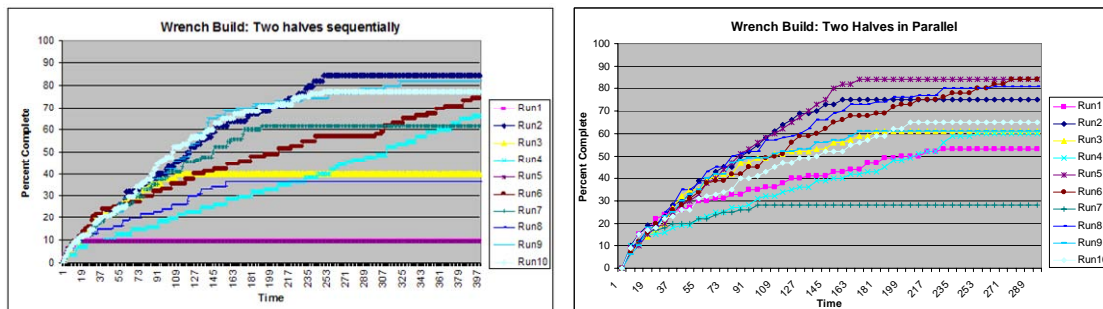 Wrench Build: Two halves sequentially
Percent Complete
100
90
80
70
60
50
40
30
20
10
0
1 19 37 55 73 91 109 127 145 163 181 199 217 235 253 271 289 307 325 343 361 379 397
Time
Run1
Run2
Run3
Run4
Run5
Run6
Run7
Run8
Run9
Run10
Wrench Build: Two Halves in Parallel
Percent Complete
100
90
80
70
60
50
40
30
20
10
0
1 19 37 55 73 91 109 127 145 163 181 199 217 235 253 271 289
Time
Run1
Run2
Run3
Run4
Run5
Run6
Run7
Run8
Run9
Run10